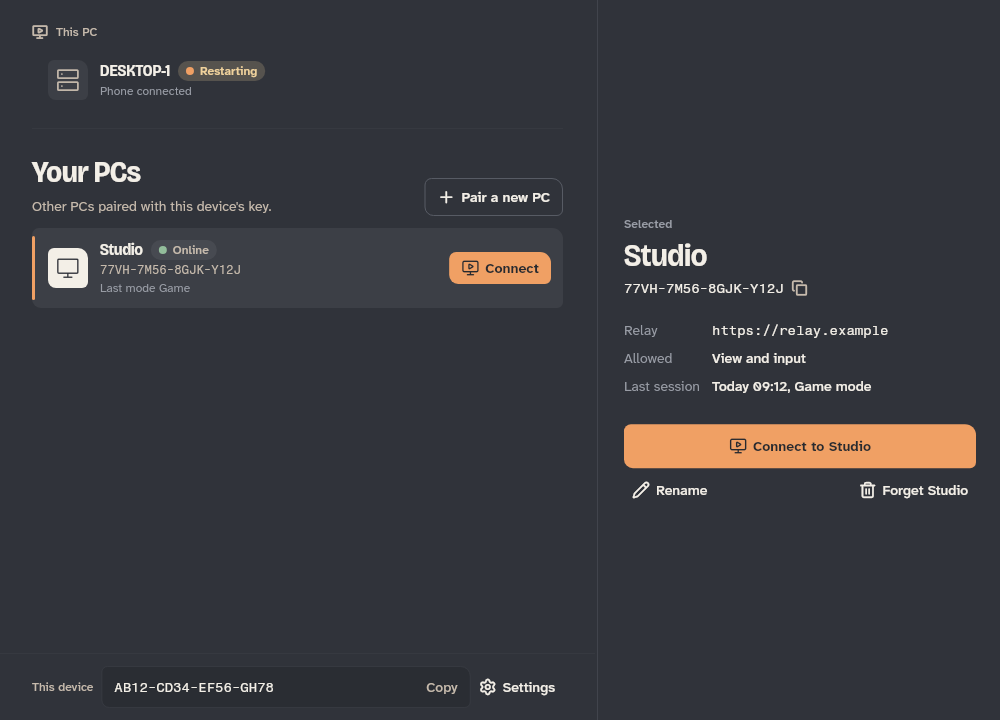 This PC
DESKTOP-1 Restarting
Phone connected
Your PCs
Other PCs paired with this device's key.
Pair a new PC
Studio Online
77VH-7M56-8GJK-Y12J
Last mode Game
Connect
This device AB12-CD34-EF56-GH78 Copy Settings
Selected
Studio
77VH-7M56-8GJK-Y12J
Relay https://relay.example
Allowed View and input
Last session Today 09:12, Game mode
Connect to Studio
Rename Forget Studio